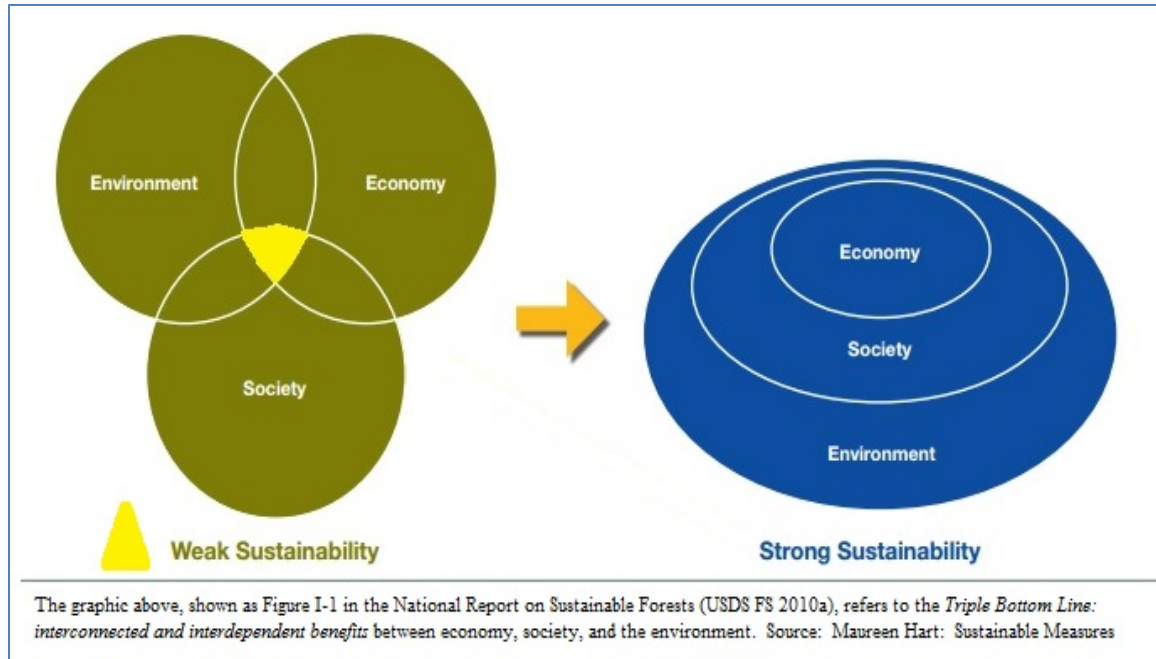 Environment
Economy
Society
Economy
Society
Environment
Weak Sustainability
Strong Sustainability
The graphic above, shown as Figure I-1 in the National Report on Sustainable Forests (USDS FS 2010a), refers to the Triple Bottom Line:
interconnected and interdependent benefits between economy, society, and the environment.  Source:  Maureen Hart:  Sustainable Measures